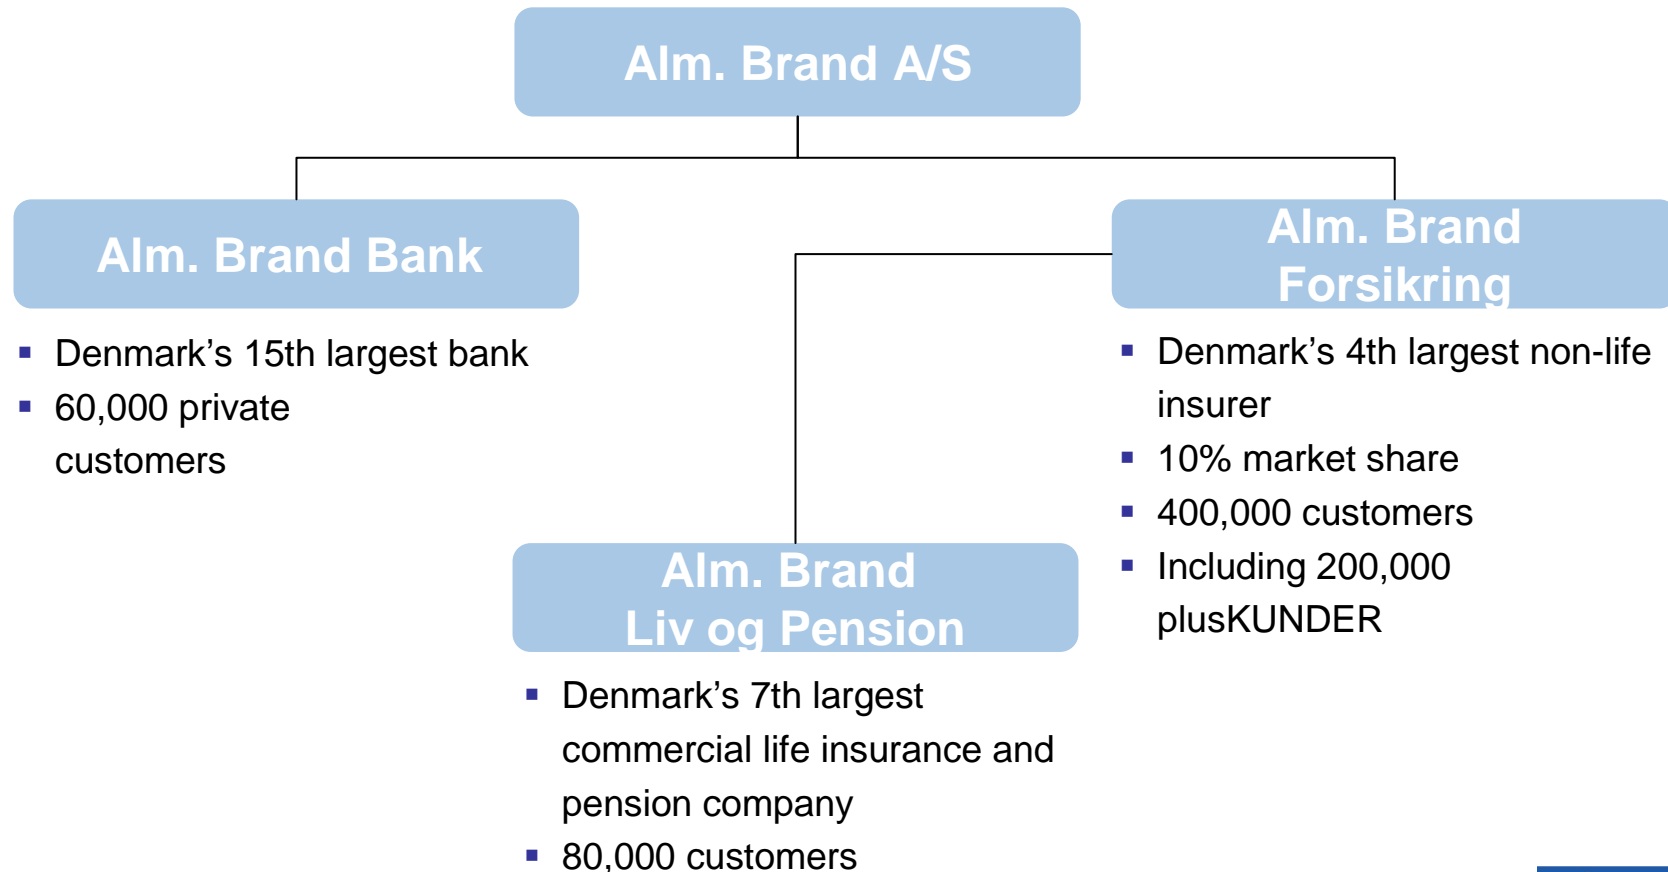 Alm. Brand A/S
Alm. Brand Bank
▪ Denmark’s 15th largest bank
▪ 60,000 private
customers
Alm. Brand
Forsikring
▪ Denmark’s 4th largest non-life
insurer
▪ 10% market share
▪ 400,000 customers
▪ Including 200,000
plusKUNDER
Alm. Brand
Liv og Pension
▪ Denmark’s 7th largest
commercial life insurance and
pension company
▪ 80,000 customers